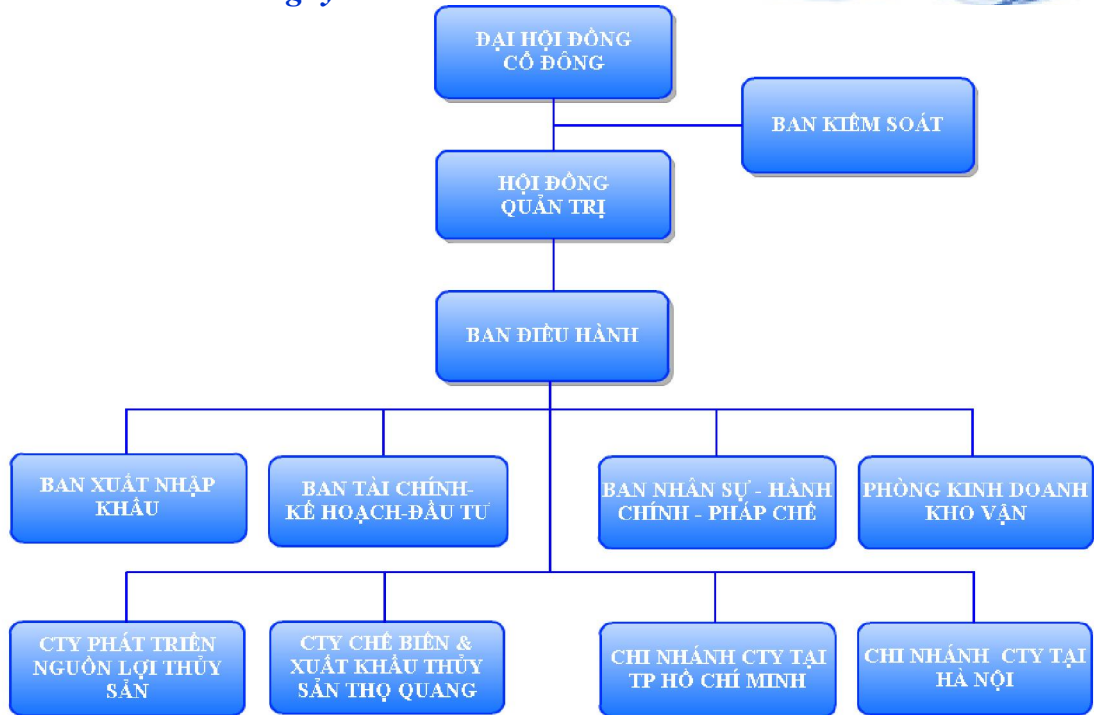 ĐẠI HỘI ĐỒNG
CỔ ĐÔNG
BAN KIỂM SOÁT
HỘI ĐỒNG
QUẢN TRỊ
BAN ĐIỀU HÀNH
BAN XUẤT NHẬP
KHẨU
BAN TÀI CHÍNH-
KẾ HOẠCH-ĐẦU TƯ
BAN NHÂN SỰ - HÀNH
CHÍNH - PHÁP CHẾ
PHÒNG KINH DOANH
KHO VẬN
CTY PHÁT TRIỂN
NGUỒN LỢI THỦY
SẢN
CTY CHẾ BIẾN &
XUẤT KHẨU THỦY
SẢN THỌ QUANG
CHI NHÁNH CTY TẠI
TP HỒ CHÍ MINH
CHI NHÁNH CTY TẠI
HÀ NỘI